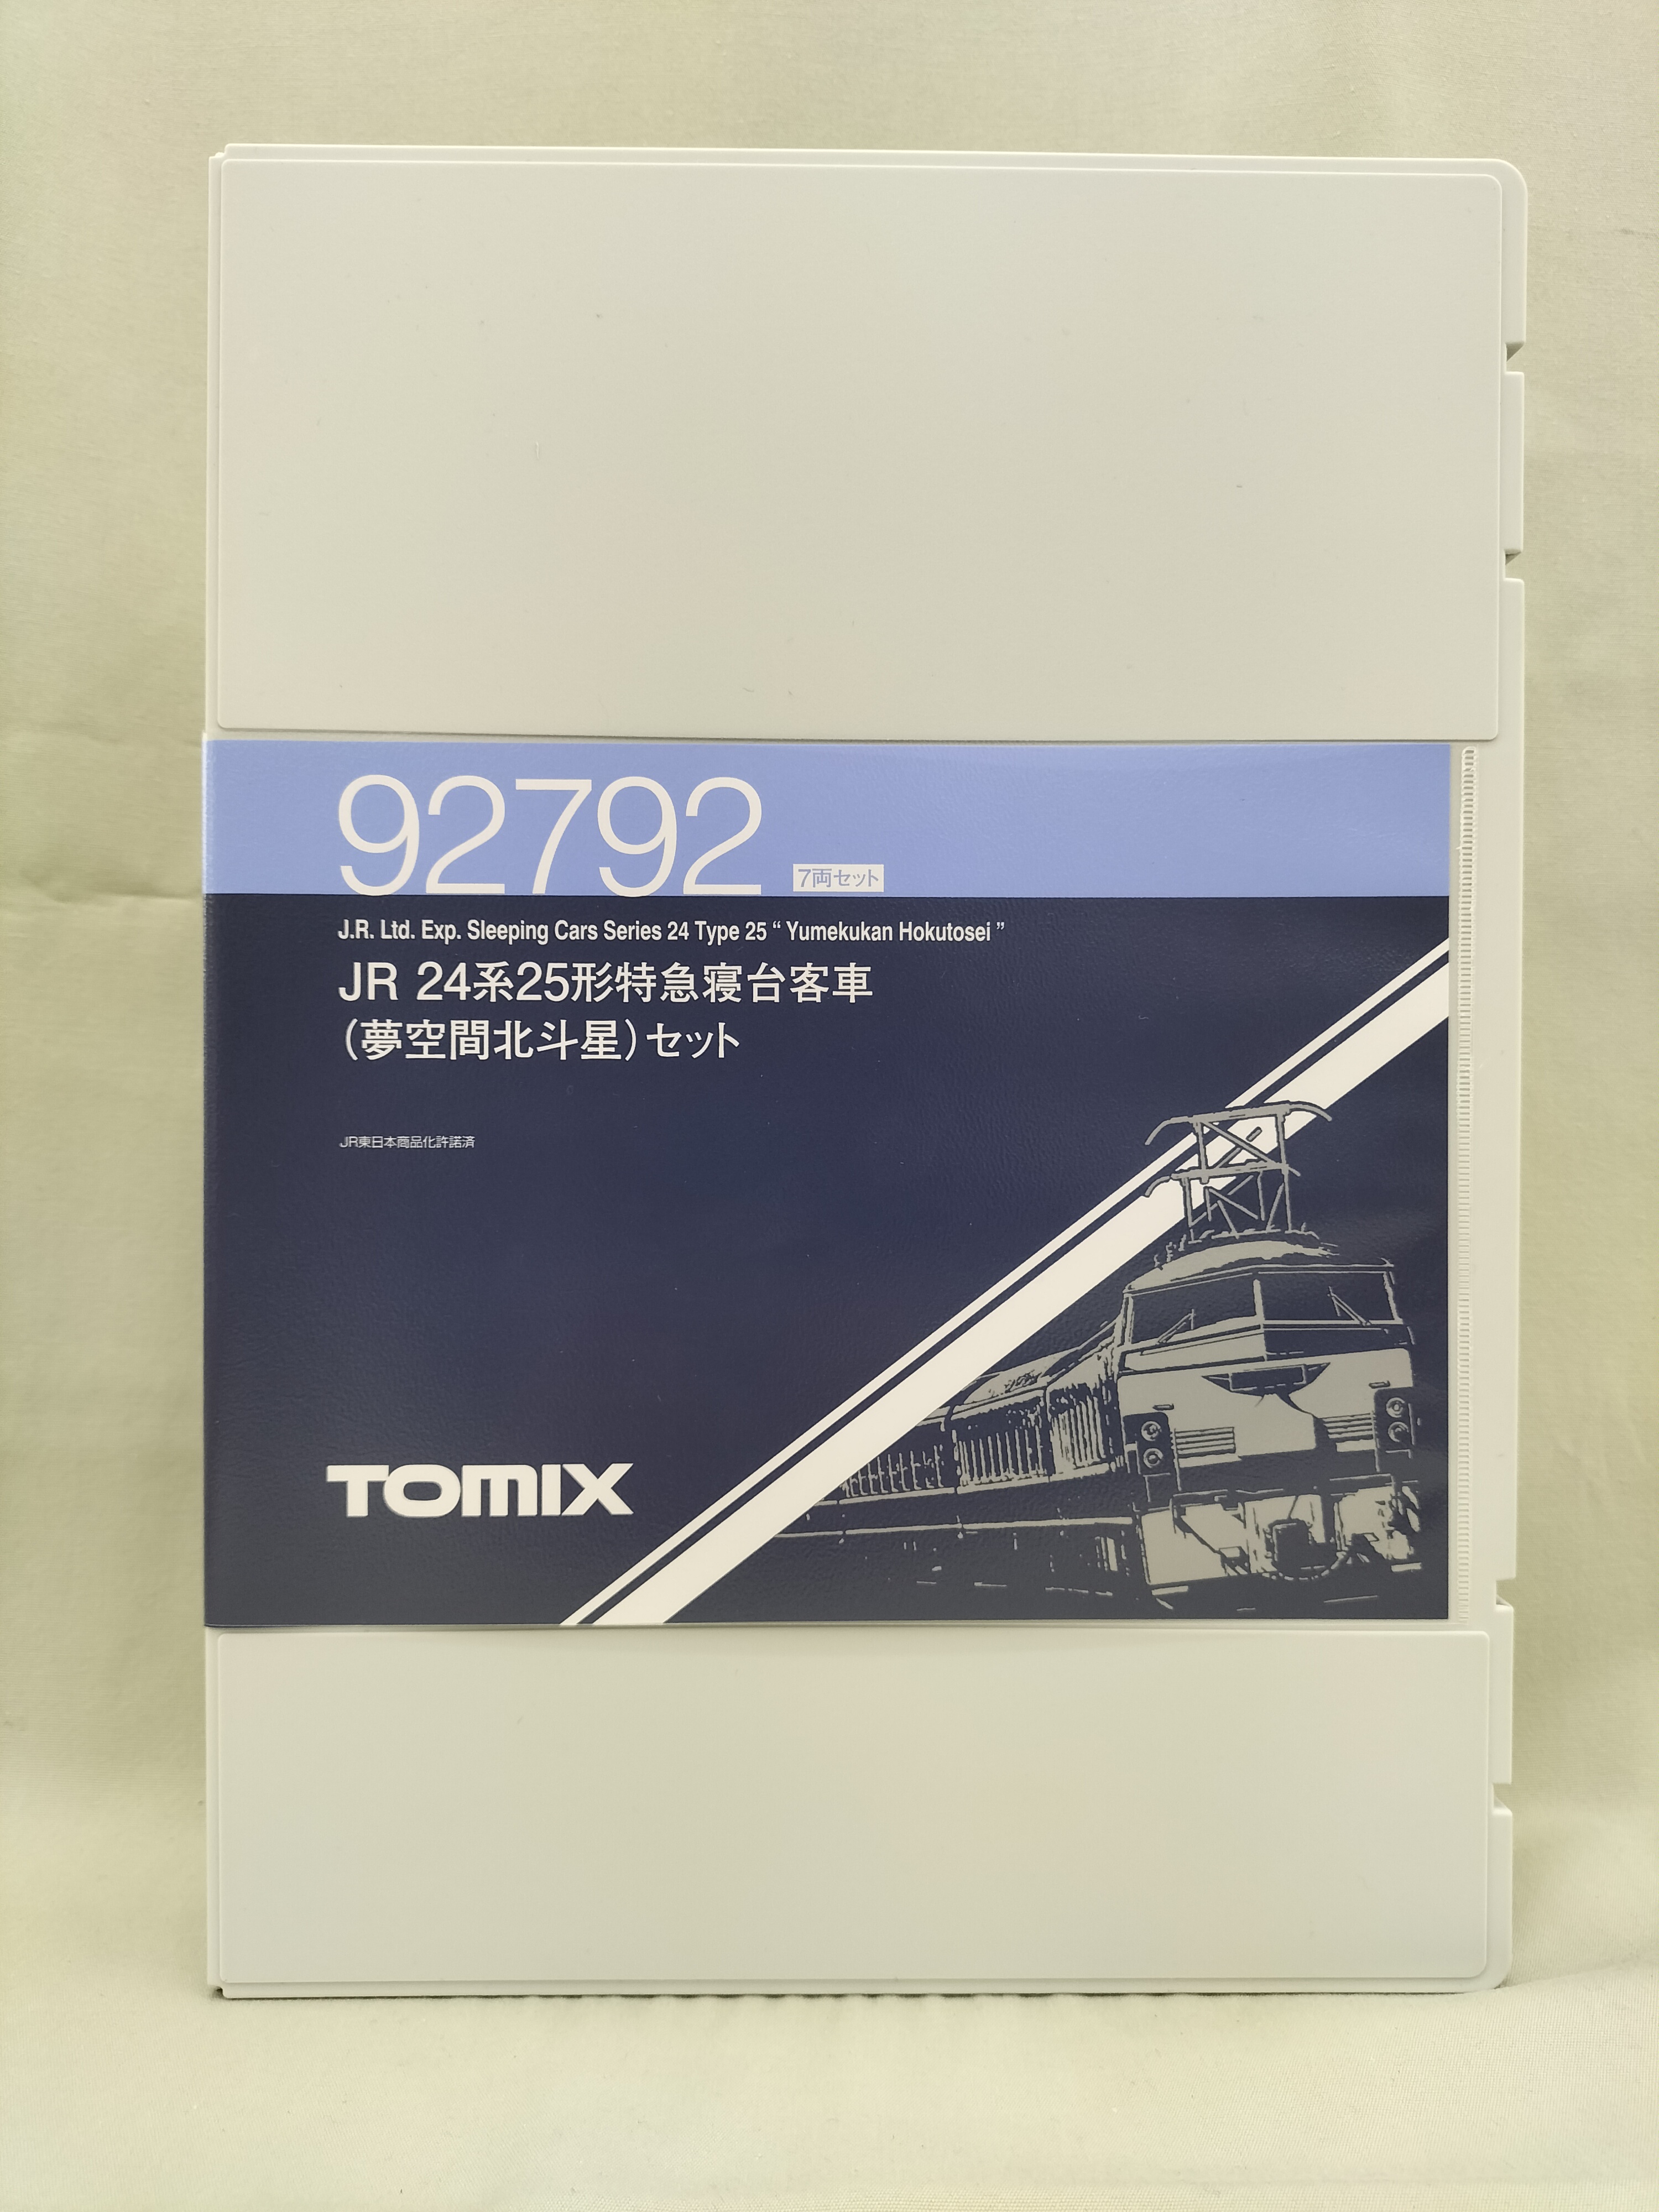 92792 7両セット
J.R. Ltd. Exp. Sleeping Cars Series 24 Type 25 “ Yumekukan Hokutosei ”
JR 24系25形特急寝台客車
（夢空間北斗星）セット
JR東日本商品化許諾済
TOMIX